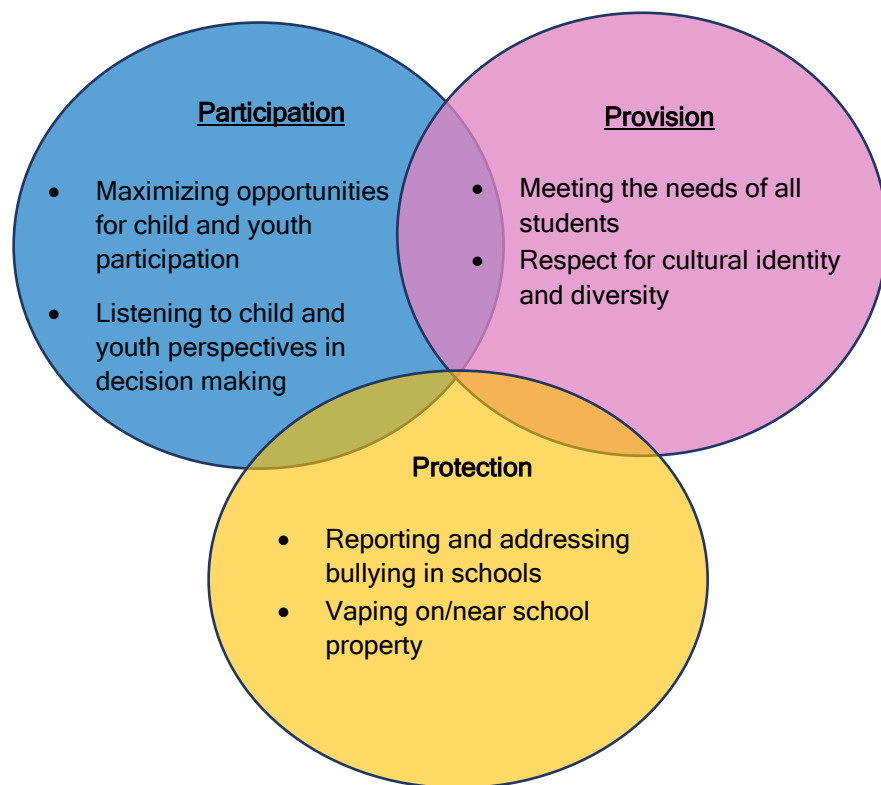 Participation
• Maximizing opportunities
for child and youth
participation
• Listening to child and
youth perspectives in
decision making
Provision
• Meeting the needs of all
students
• Respect for cultural identity
and diversity
Protection
• Reporting and addressing
bullying in schools
• Vaping on/near school
property